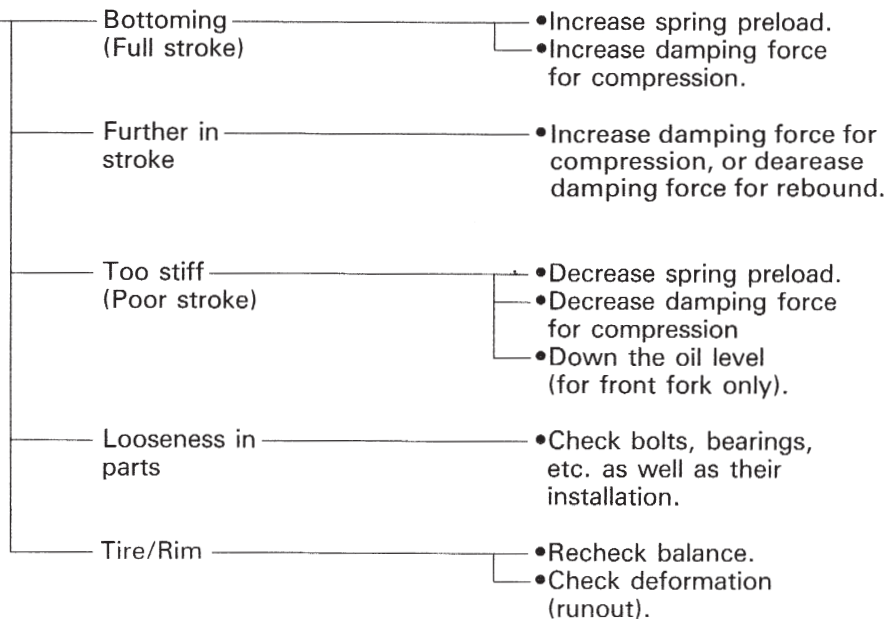 Bottoming
(Full stroke)
•Increase spring preload.
•Increase damping force
for compression.
Further in
stroke
•Increase damping force for
compression, or dearease
damping force for rebound.
Too stiff
(Poor stroke)
•Decrease spring preload.
•Decrease damping force
for compression
•Down the oil level
(for front fork only).
Looseness in
parts
•Check bolts, bearings,
etc. as well as their
installation.
Tire/Rim
•Recheck balance.
•Check deformation
(runout).